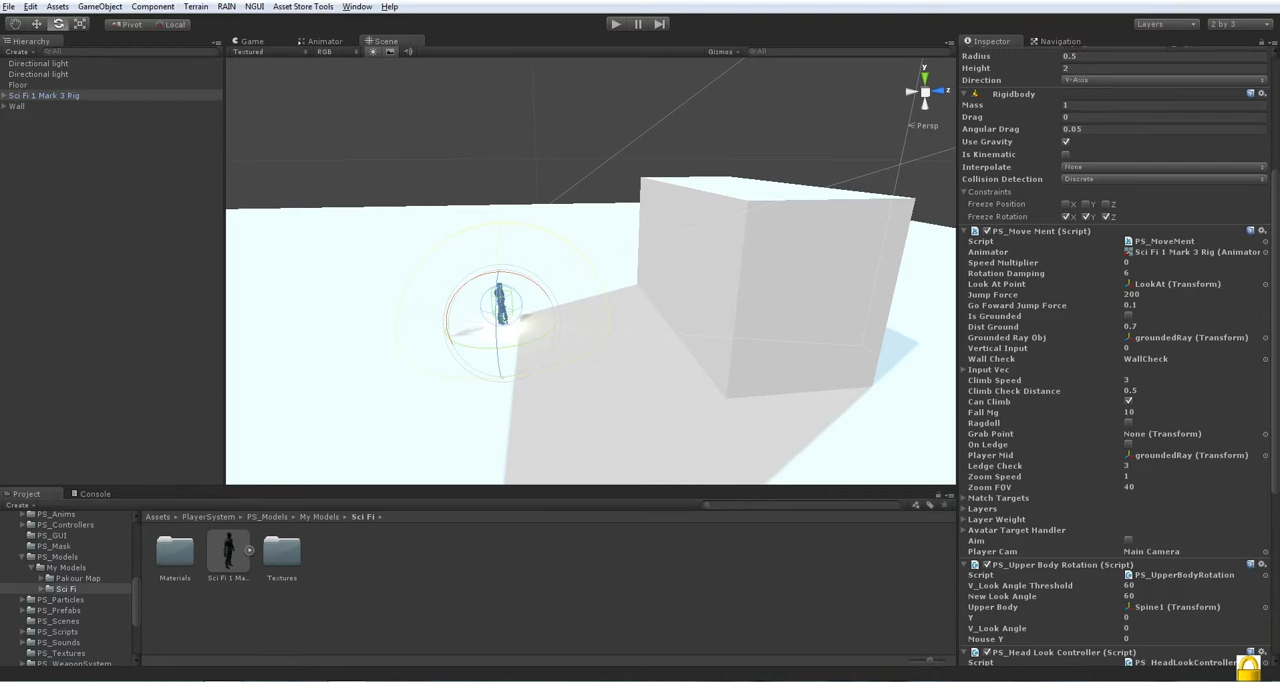 File Edit Assets GameObject Component Terrain RAIN NGUI Asset Store Tools Window Help
Pivot Local Layers 2 by 3
Hierarchy
Create All
Directional light
Directional light
Floor
Sci Fi 1 Mark 3 Rig
Wall
Game Animator Scene
Textured RGB Gizmos All
y
z
Persp
Project Console
Create
PS_Anims
PS_Controllers
PS_GUI
PS_Mask
PS_Models
My Models
Pakour Map
Sci Fi
PS_Particles
PS_Prefabs
PS_Scenes
PS_Scripts
PS_Sounds
PS_Textures
PS_WeaponSystem
Assets PlayerSystem PS_Models My Models Sci Fi
Materials Sci Fi 1 Ma... Textures
Inspector Navigation
Radius 0.5
Height 2
Direction Y-Axis
Rigidbody
Mass 1
Drag 0
Angular Drag 0.05
Use Gravity
Is Kinematic
Interpolate None
Collision Detection Discrete
Constraints
Freeze Position X Y Z
Freeze Rotation X Y Z
PS_Move Ment (Script)
Script PS_MoveMent
Animator Sci Fi 1 Mark 3 Rig (Animator
Speed Multiplier 0
Rotation Damping 6
Look At Point LookAt (Transform)
Jump Force 200
Go Foward Jump Force 0.1
Is Grounded
Dist Ground 0.7
Grounded Ray Obj groundedRay (Transform)
Vertical Input 0
Wall Check WallCheck
Input Vec
Climb Speed 3
Climb Check Distance 0.5
Can Climb
Fall Mg 10
Ragdoll
Grab Point None (Transform)
On Ledge
Player Mid groundedRay (Transform)
Ledge Check 3
Zoom Speed 1
Zoom FOV 40
Match Targets
Layers
Layer Weight
Avatar Target Handler
Aim
Player Cam Main Camera
PS_Upper Body Rotation (Script)
Script PS_UpperBodyRotation
V_Look Angle Threshold 60
New Look Angle 60
Upper Body Spine1 (Transform)
Y 0
V_Look Angle 0
Mouse Y 0
PS_Head Look Controller (Script)
Script PS_HeadLookController